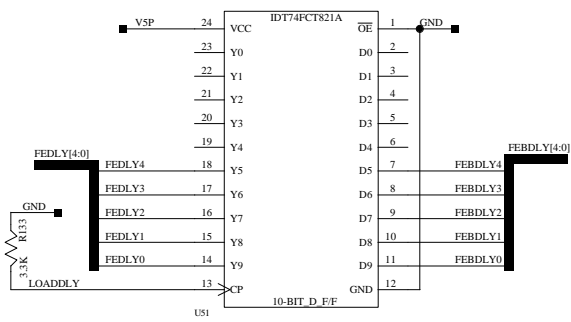 IDT74FCT821A
V5P 24 VCC OE 1 GND
23 Y0 D0 2
22 Y1 D1 3
21 Y2 D2 4
20 Y3 D3 5
19 Y4 D4 6
FEDLY[4:0] FEBDLY[4:0]
FEDLY4 18 Y5 D5 7 FEBDLY4
FEDLY3 17 Y6 D6 8 FEBDLY3
GND FEDLY2 16 Y7 D7 9 FEBDLY2
R133 FEDLY1 15 Y8 D8 10 FEBDLY1
3.3K FEDLY0 14 Y9 D9 11 FEBDLY0
LOADDLY 13 CP GND 12
10-BIT_D_F/F
U51